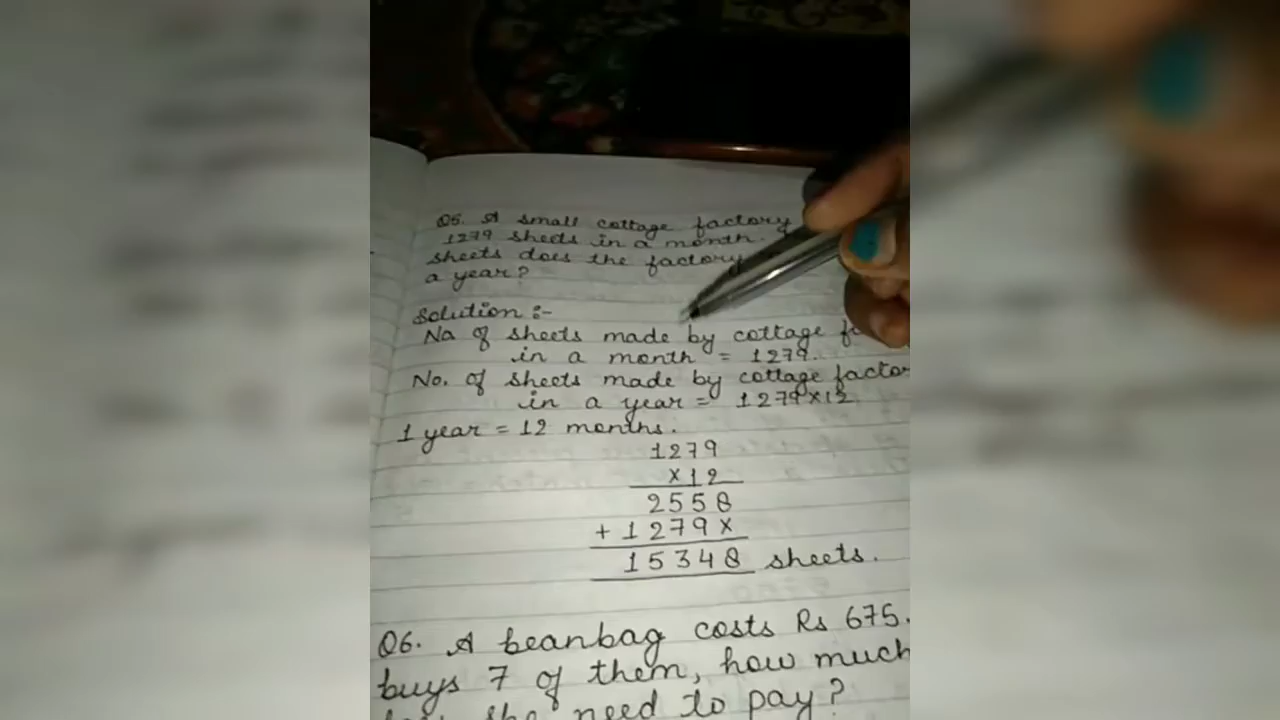 Q5. A small cottage factory
1279 sheets in a month.
sheets does the factory
a year?
Solution :-
No of sheets made by cottage
in a month = 1279.
No. of sheets made by cottage factor
in a year = 1279×12
1 year = 12 months.
1279
×12
2558
+ 1279×
15348 sheets.
Q6. A beanbag costs Rs 675.
buys 7 of them, how much
she need to pay?